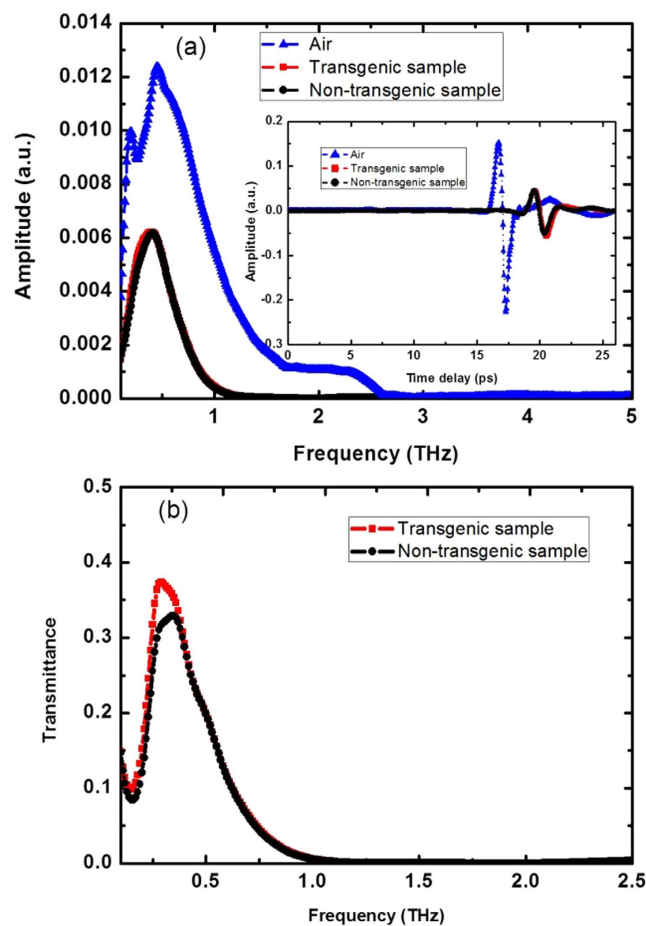 (a)
Air
Transgenic sample
Non-transgenic sample
0.014
0.012
0.010
0.008
0.006
0.004
0.002
0.000
Amplitude (a.u.)
1
2
3
4
5
Frequency (THz)
Air
Transgenic sample
Non-transgenic sample
0.2
0.1
0.0
-0.1
-0.2
0.3
Amplitude (a.u.)
0
5
10
15
20
25
Time delay (ps)
(b)
Transgenic sample
Non-transgenic sample
0.5
0.4
0.3
0.2
0.1
0.0
Transmittance
0.5
1.0
1.5
2.0
2.5
Frequency (THz)